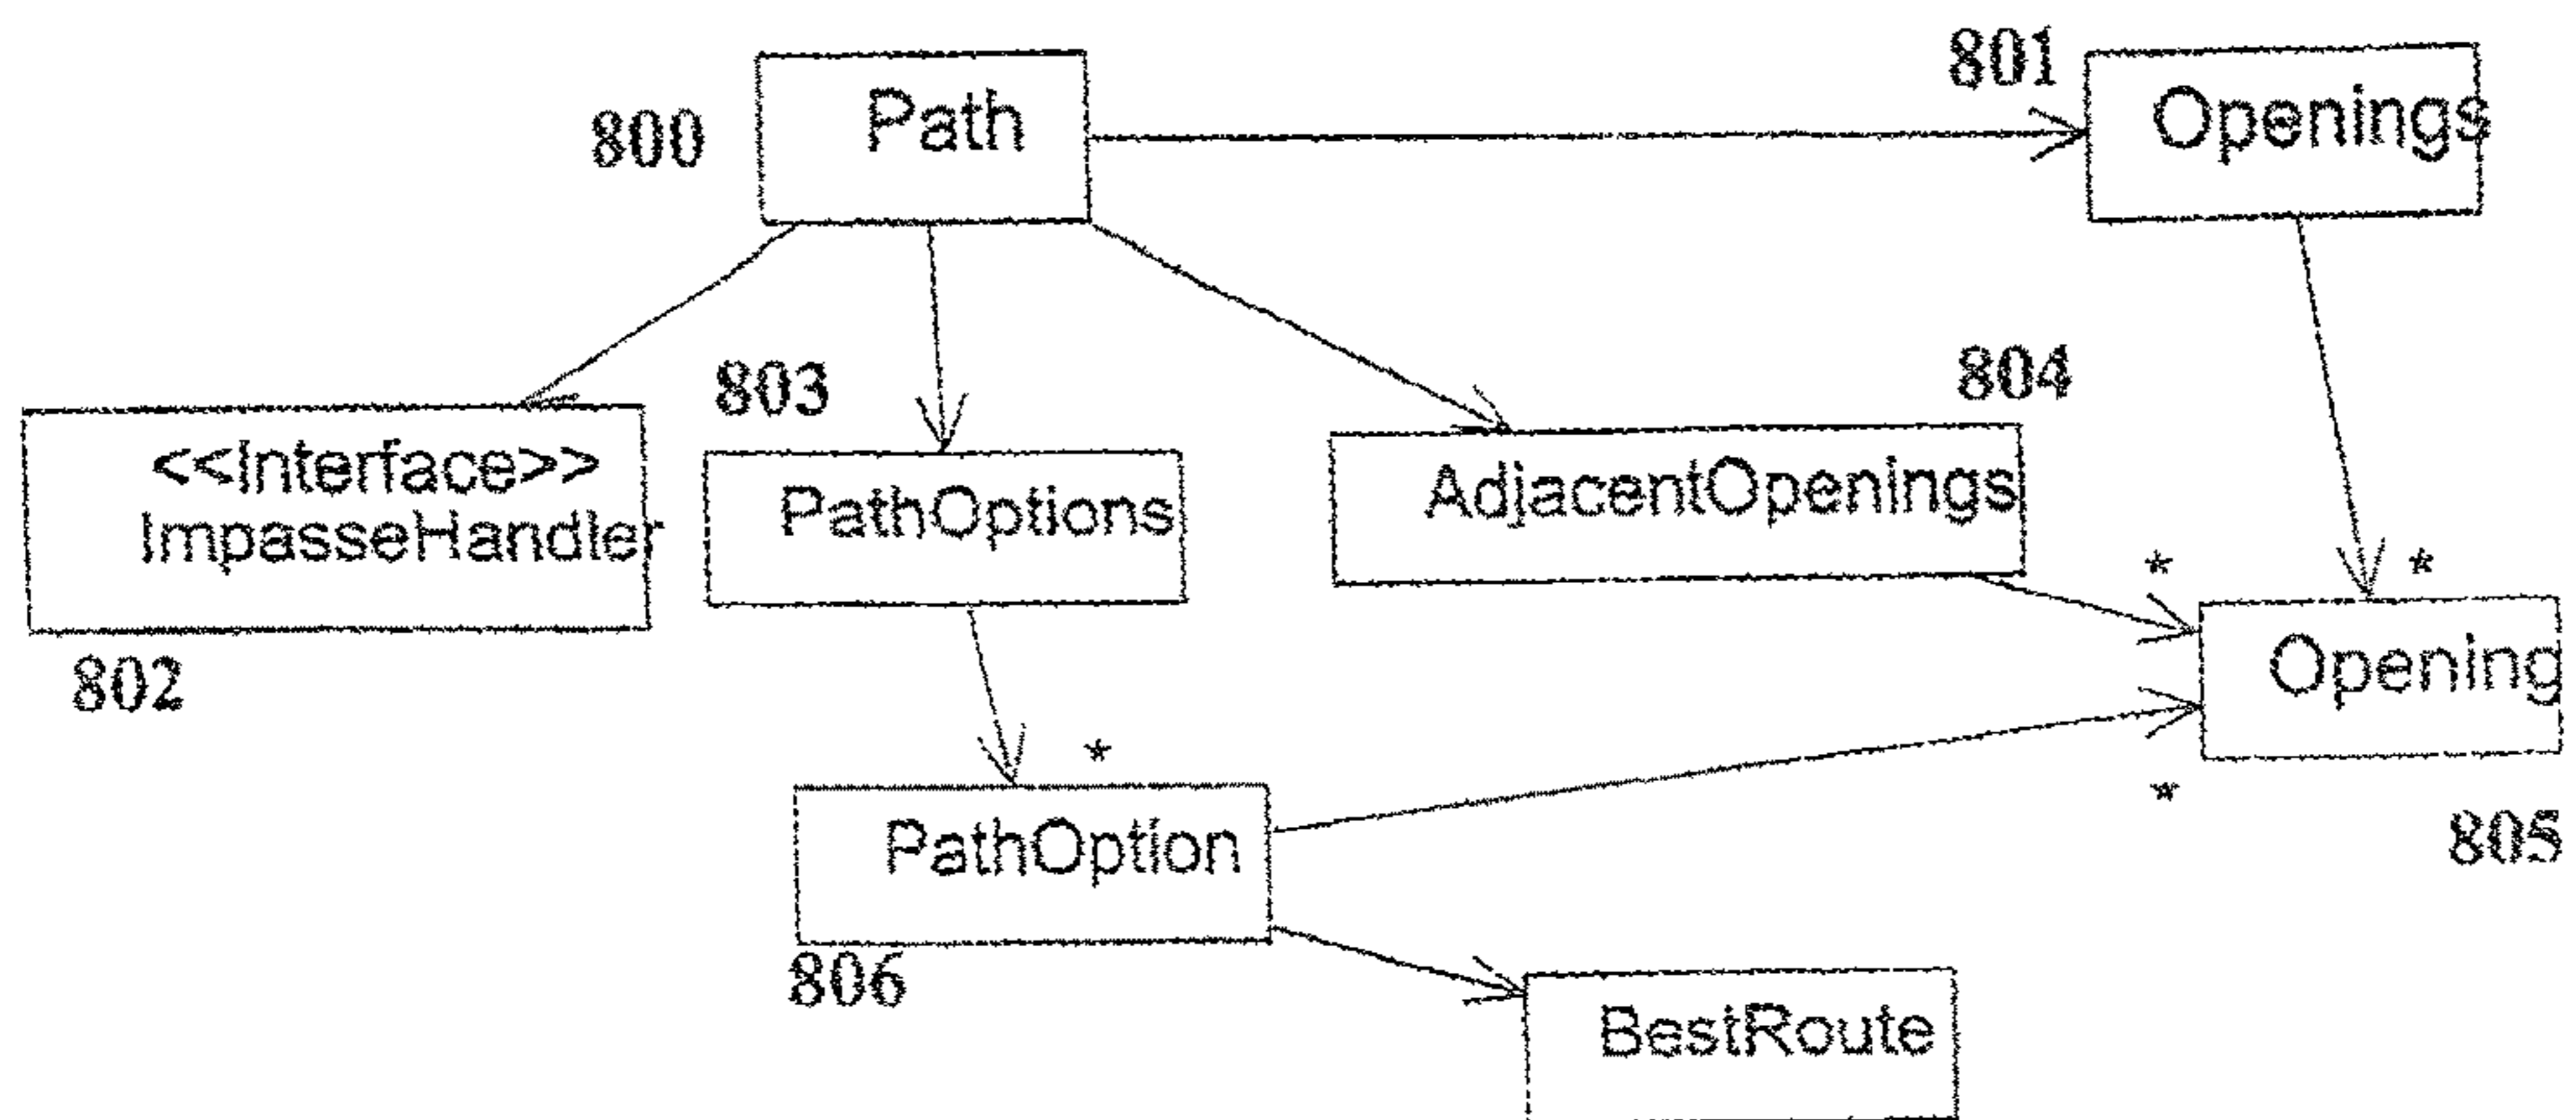 801
Path
Openings
800
803
804
<<Interface>>
ImpasseHandler
PathOptions
AdjacentOpenings
*
*
802
Opening
*
*
PathOption
805
806
BestRoute